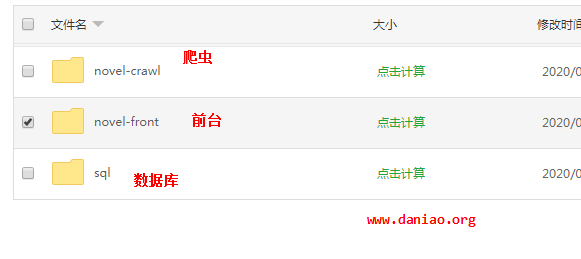 文件名 大小 修改时间
爬虫
novel-crawl 点击计算 2020/0
novel-front 前台 点击计算 2020/0
sql 数据库 点击计算 2020/0
www.daniao.org